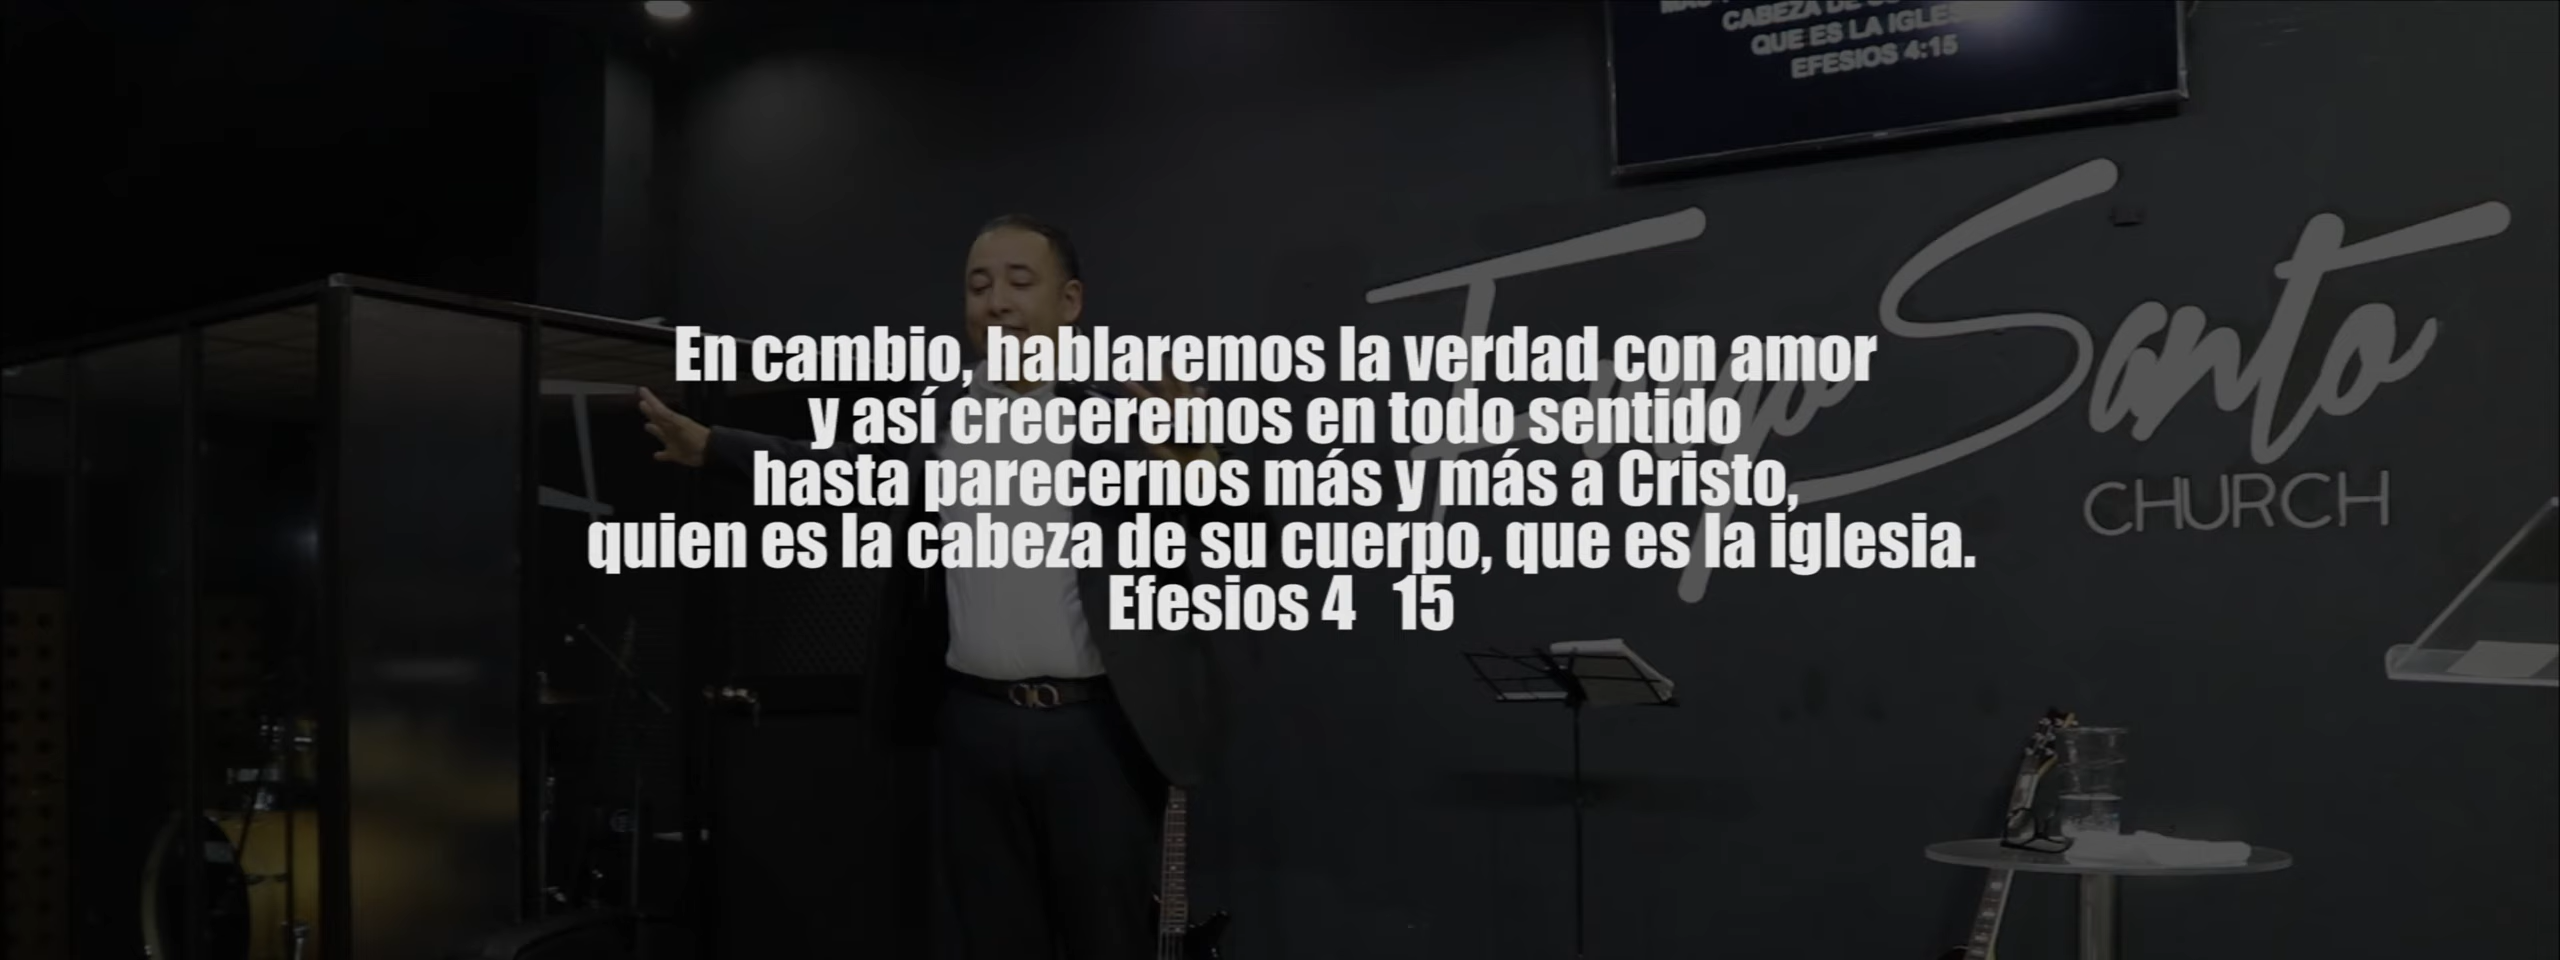 CABEZA DE
QUE ES LA
EFESIOS 4:15
En cambio, hablaremos la verdad con amor
y así creceremos en todo sentido
hasta parecernos más y más a Cristo,
quien es la cabeza de su cuerpo, que es la iglesia.
Efesios 4 15
Fuego Santo
CHURCH